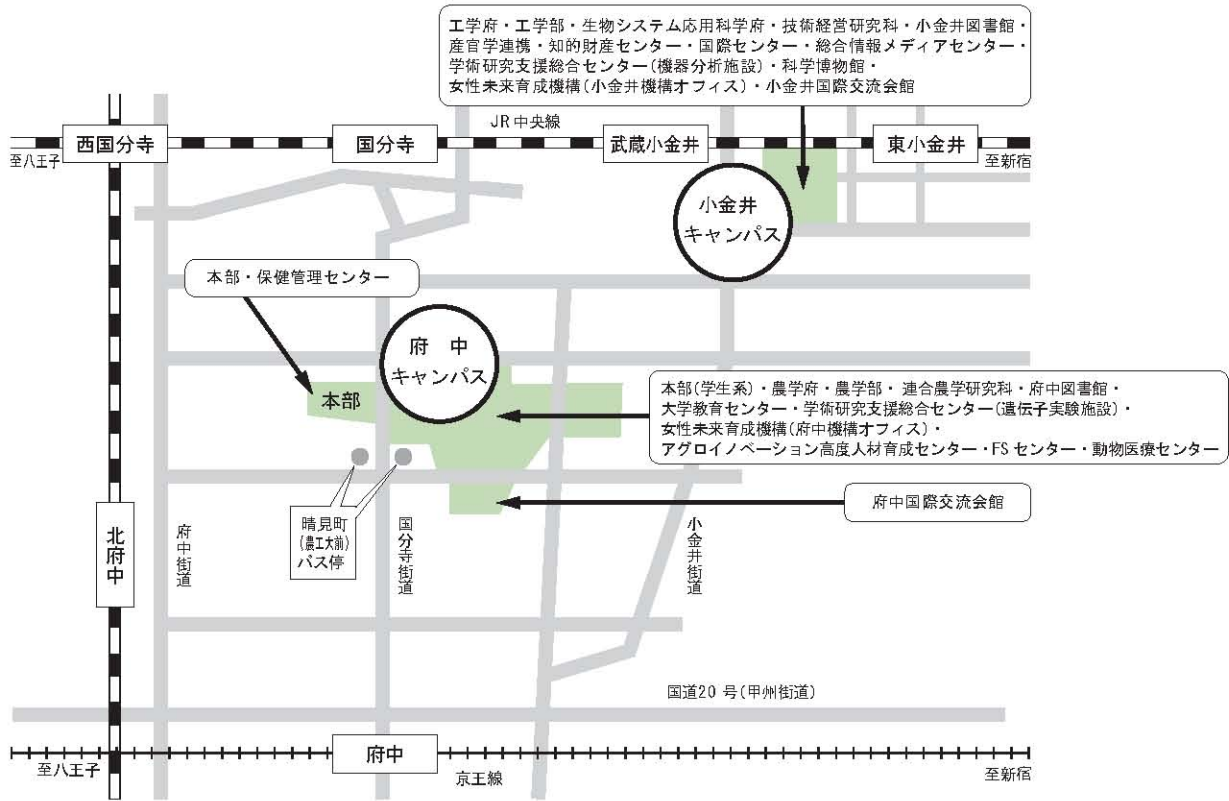 工学府・工学部・生物システム応用科学府・技術経営研究科・小金井図書館・
産官学連携・知的財産センター・国際センター・総合情報メディアセンター・
学術研究支援総合センター(機器分析施設)・科学博物館・
女性未来育成機構(小金井機構オフィス)・小金井国際交流会館
JR中央線
西国分寺
国分寺
武蔵小金井
東小金井
至八王子
至新宿
小金井
キャンパス
本部・保健管理センター
府 中
キャンパス
本部
本部(学生系)・農学府・農学部・連合農学研究科・府中図書館・
大学教育センター・学術研究支援総合センター(遺伝子実験施設)・
女性未来育成機構(府中機構オフィス)・
アグロイノベーション高度人材育成センター・FSセンター・動物医療センター
府中国際交流会館
北府中
府中街道
晴見町
(農工大前)
バス停
国分寺街道
小金井街道
国道20号(甲州街道)
府中
至八王子
京王線
至新宿